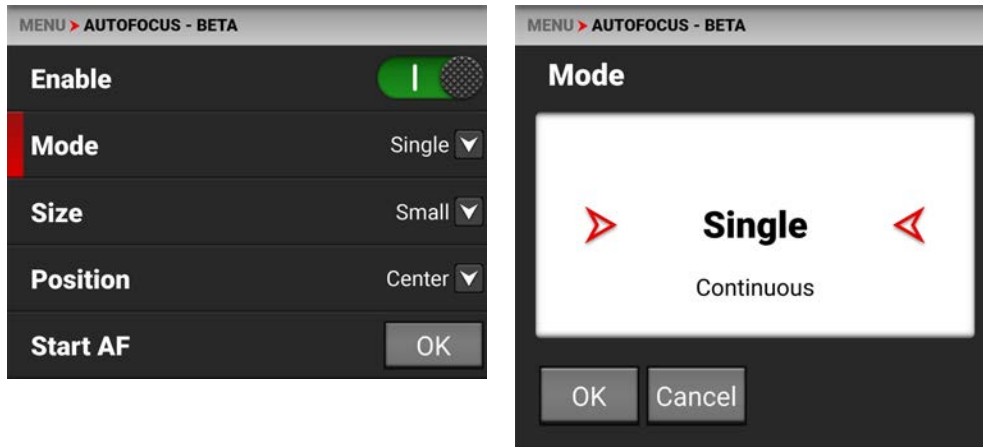 MENU > AUTOFOCUS - BETA
Enable
Mode Single
Size Small
Position Center
Start AF OK
MENU > AUTOFOCUS - BETA
Mode
Single
Continuous
OK Cancel